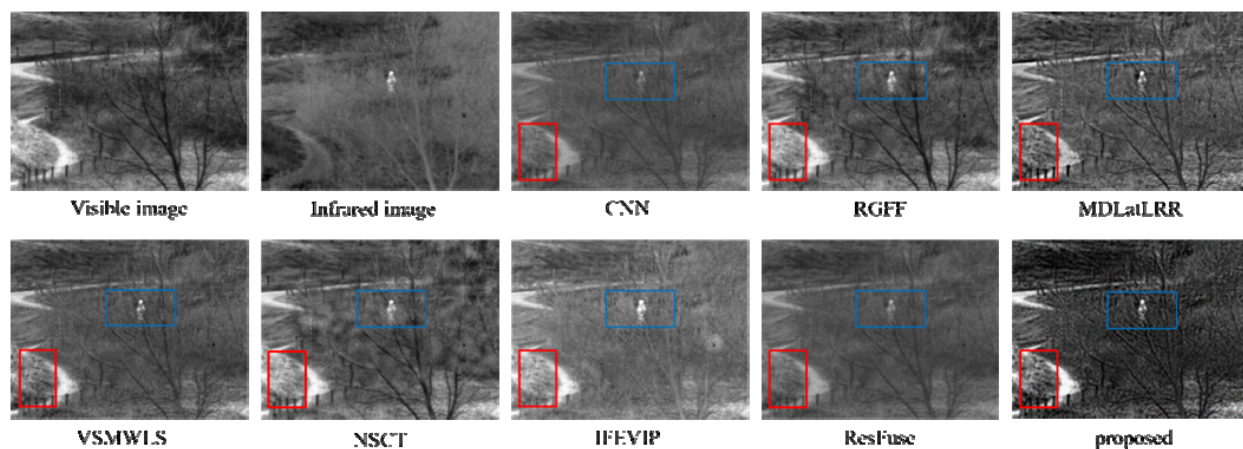 Visible image
Infrared image
CNN
RGFF
MDLatLRR
VSMWLS
NSCT
IFEVIP
ResFuse
proposed